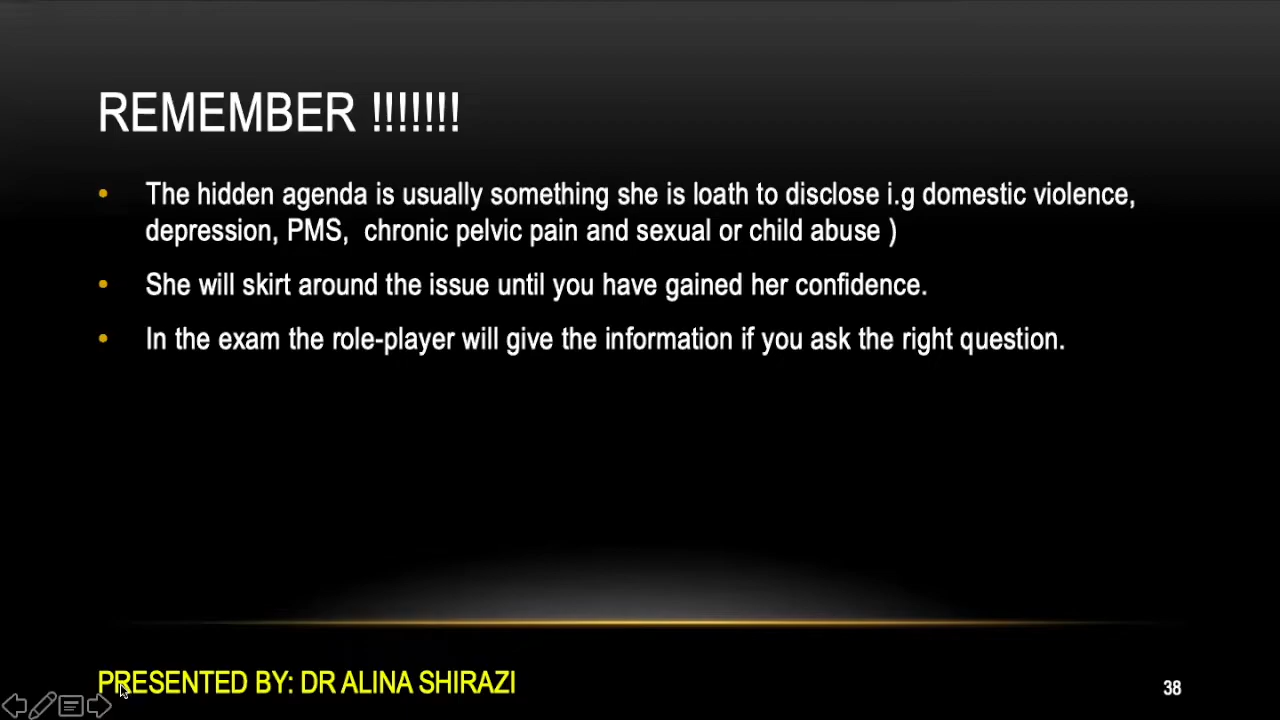 REMEMBER !!!!!!!
• The hidden agenda is usually something she is loath to disclose i.g domestic violence,
depression, PMS,  chronic pelvic pain and sexual or child abuse )
• She will skirt around the issue until you have gained her confidence.
• In the exam the role-player will give the information if you ask the right question.
PRESENTED BY: DR ALINA SHIRAZI
38